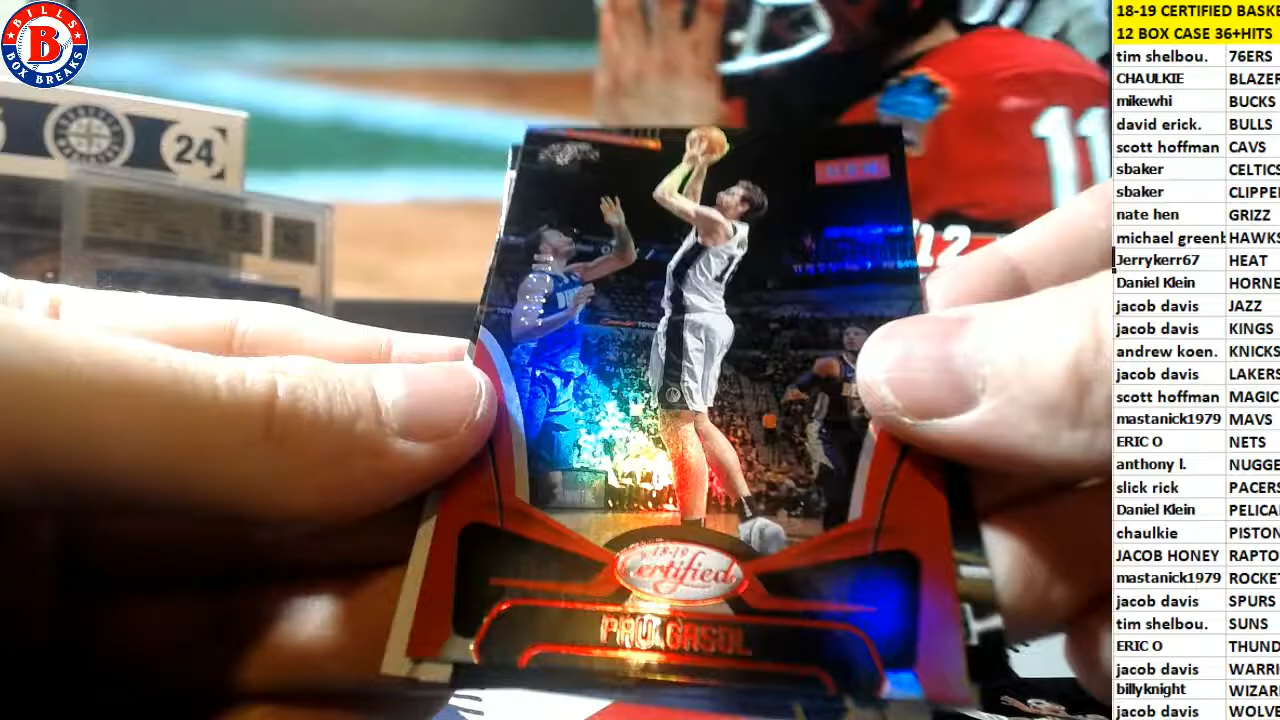 BILLS
B
BOX BREAKS
24
11
12
18-19
Certified
PAU GASOL
18-19 CERTIFIED BASKE
12 BOX CASE 36+HITS
tim shelbou. 76ERS
CHAULKIE BLAZER
mikewhi BUCKS
david erick. BULLS
scott hoffman CAVS
sbaker CELTICS
sbaker CLIPPE
nate hen GRIZZ
michael greenb HAWKS
Jerrykerr67 HEAT
Daniel Klein HORNE
jacob davis JAZZ
jacob davis KINGS
andrew koen. KNICKS
jacob davis LAKERS
scott hoffman MAGIC
mastanick1979 MAVS
ERIC O NETS
anthony l. NUGGE
slick rick PACERS
Daniel Klein PELICA
chaulkie PISTON
JACOB HONEY RAPTO
mastanick1979 ROCKET
jacob davis SPURS
tim shelbou. SUNS
ERIC O THUND
jacob davis WARRI
billyknight WIZAR
jacob davis WOLVE